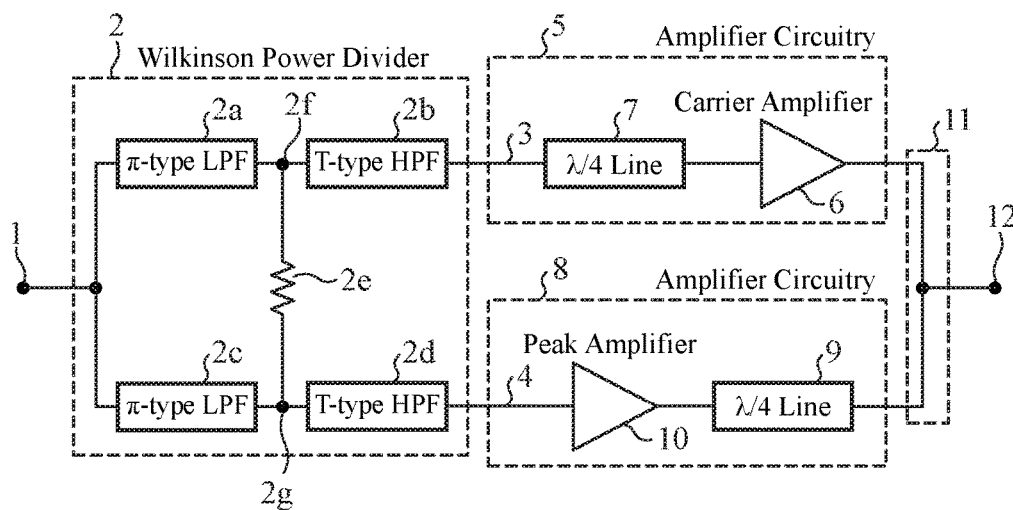 2
Wilkinson Power Divider
5
Amplifier Circuitry
2a
2f
2b
7
Carrier Amplifier
11
π-type LPF
T-type HPF
3
λ/4 Line
6
1
2e
12
8
Amplifier Circuitry
2c
2d
Peak Amplifier
9
π-type LPF
T-type HPF
4
λ/4 Line
10
2g